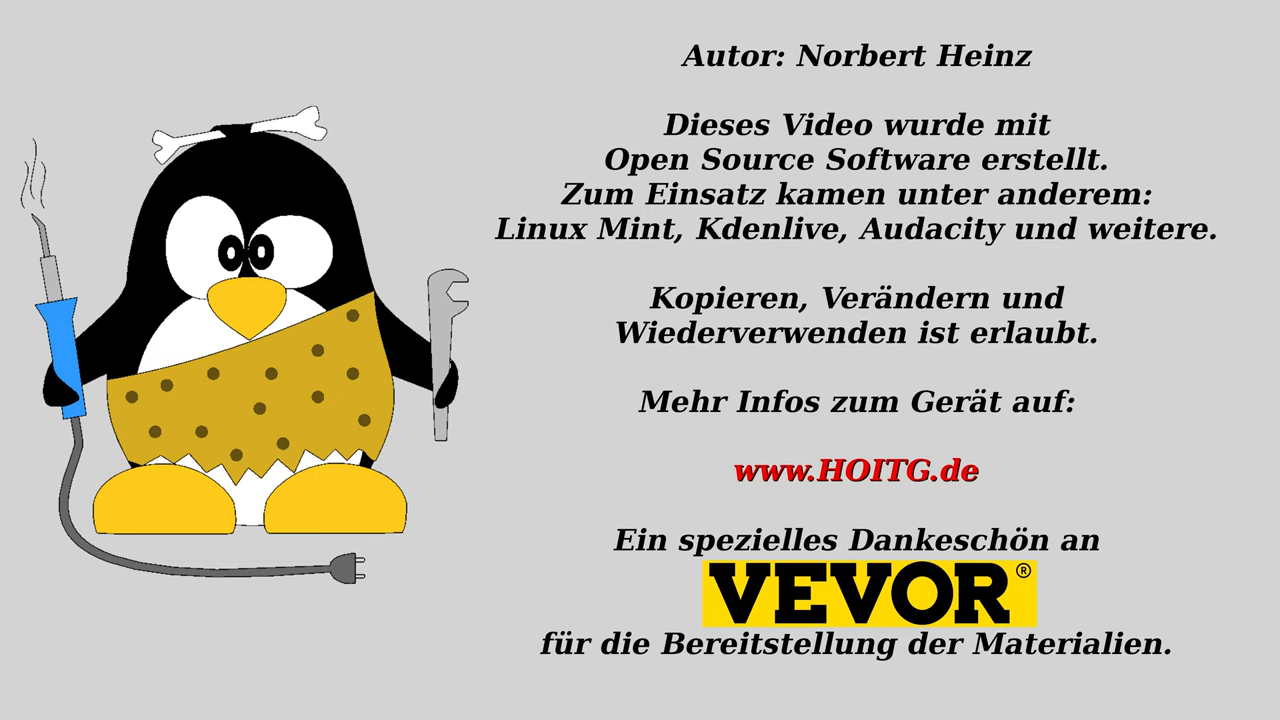 Autor: Norbert Heinz
Dieses Video wurde mit
Open Source Software erstellt.
Zum Einsatz kamen unter anderem:
Linux Mint, Kdenlive, Audacity und weitere.
Kopieren, Verändern und
Wiederverwenden ist erlaubt.
Mehr Infos zum Gerät auf:
www.HOITG.de
Ein spezielles Dankeschön an
VEVOR®
für die Bereitstellung der Materialien.